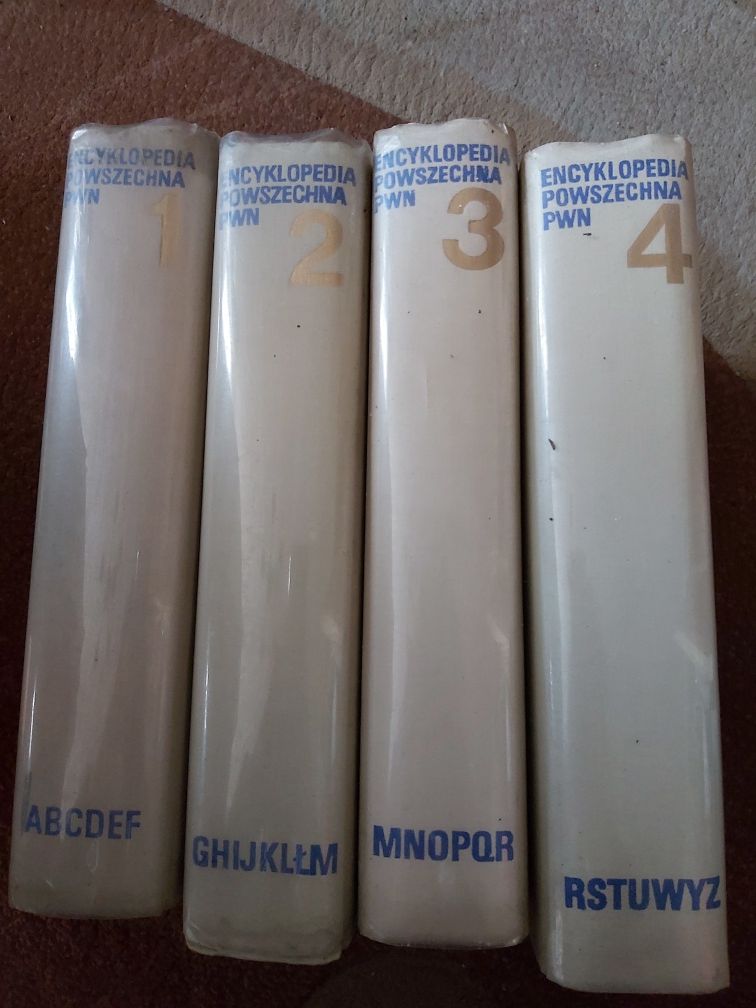 ENCYKLOPEDIA
POWSZECHNA
PWN
1
ABCDEF
ENCYKLOPEDIA
POWSZECHNA
PWN
2
GHIJKLŁM
ENCYKLOPEDIA
POWSZECHNA
PWN
3
MNOPQR
ENCYKLOPEDIA
POWSZECHNA
PWN
4
RSTUWYZ